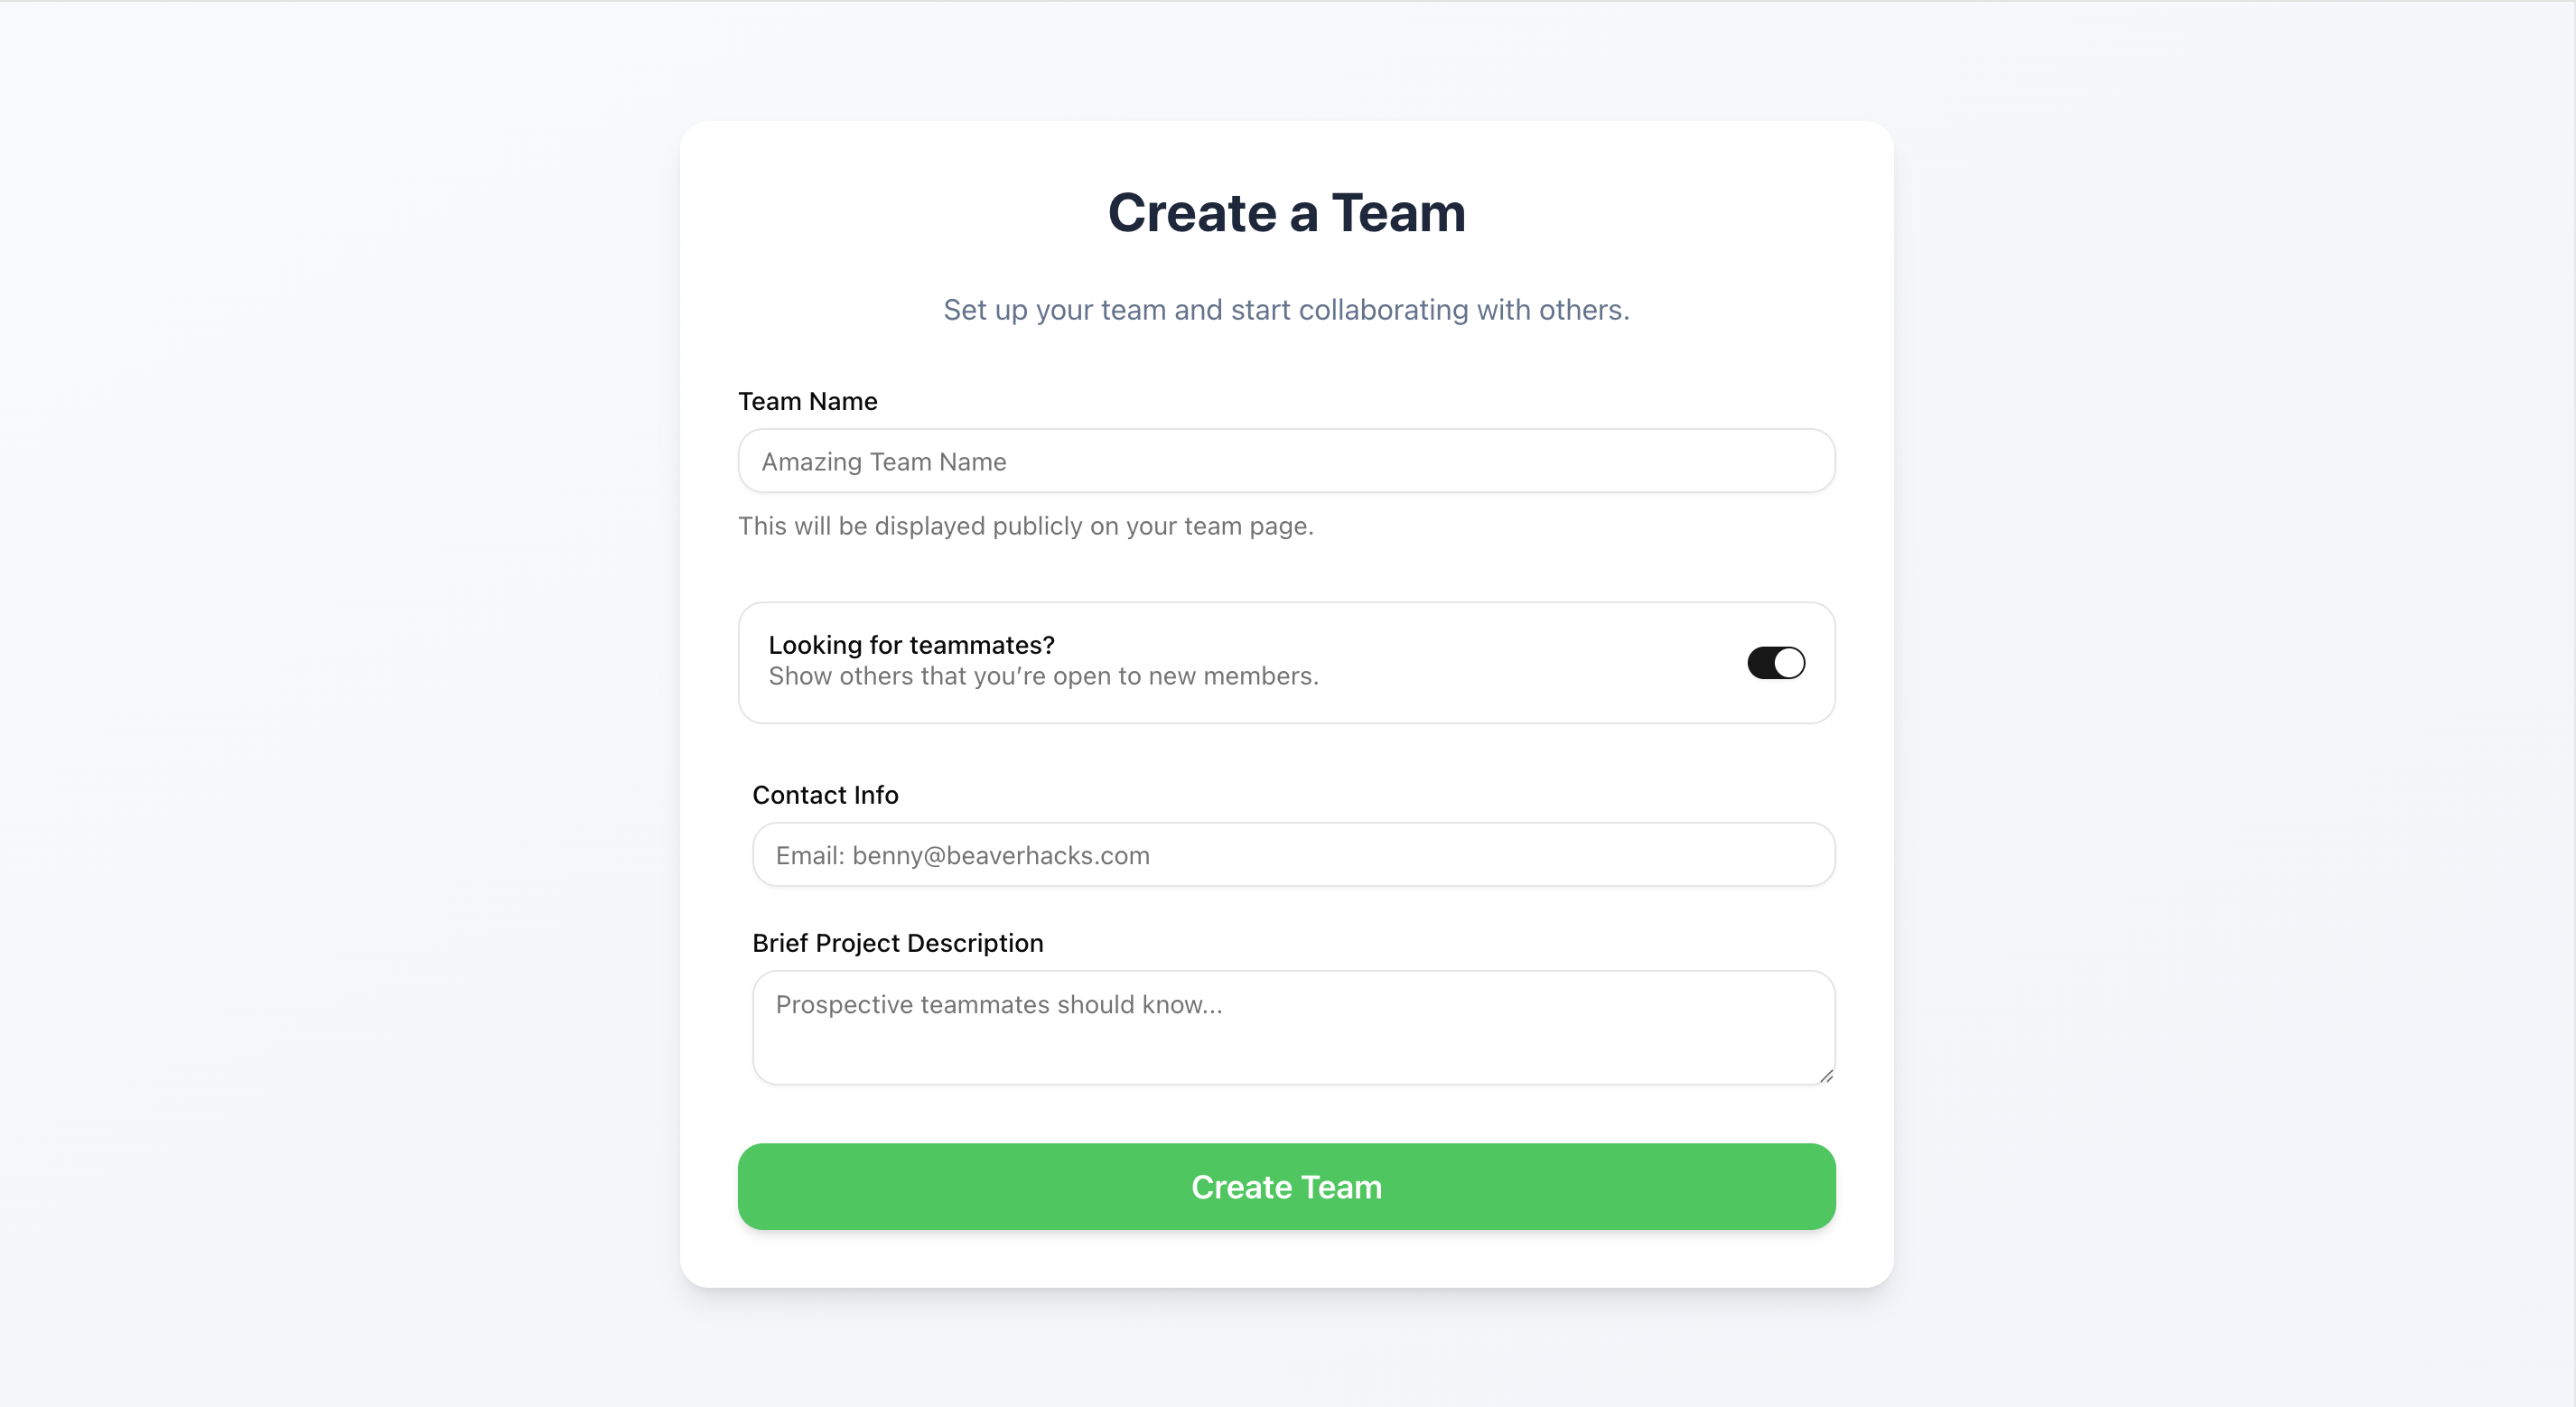 Create a Team
Set up your team and start collaborating with others.
Team Name
Amazing Team Name
This will be displayed publicly on your team page.
Looking for teammates?
Show others that you’re open to new members.
Contact Info
Email: benny@beaverhacks.com
Brief Project Description
Prospective teammates should know...
Create Team